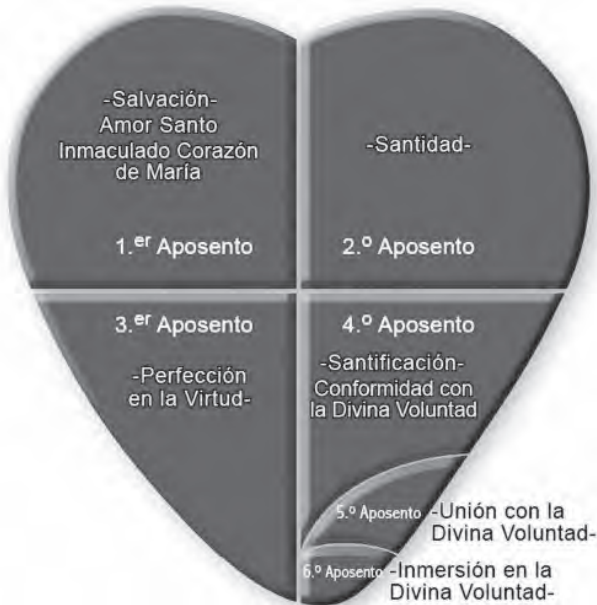 -Salvación-
Amor Santo
Inmaculado Corazón
de María
1.er Aposento
-Santidad-
2.º Aposento
3.er Aposento
-Perfección
en la Virtud-
4.º Aposento
-Santificación-
Conformidad con
la Divina Voluntad
5.º Aposento
-Unión con la
Divina Voluntad-
6.º Aposento
-Inmersión en la
Divina Voluntad-